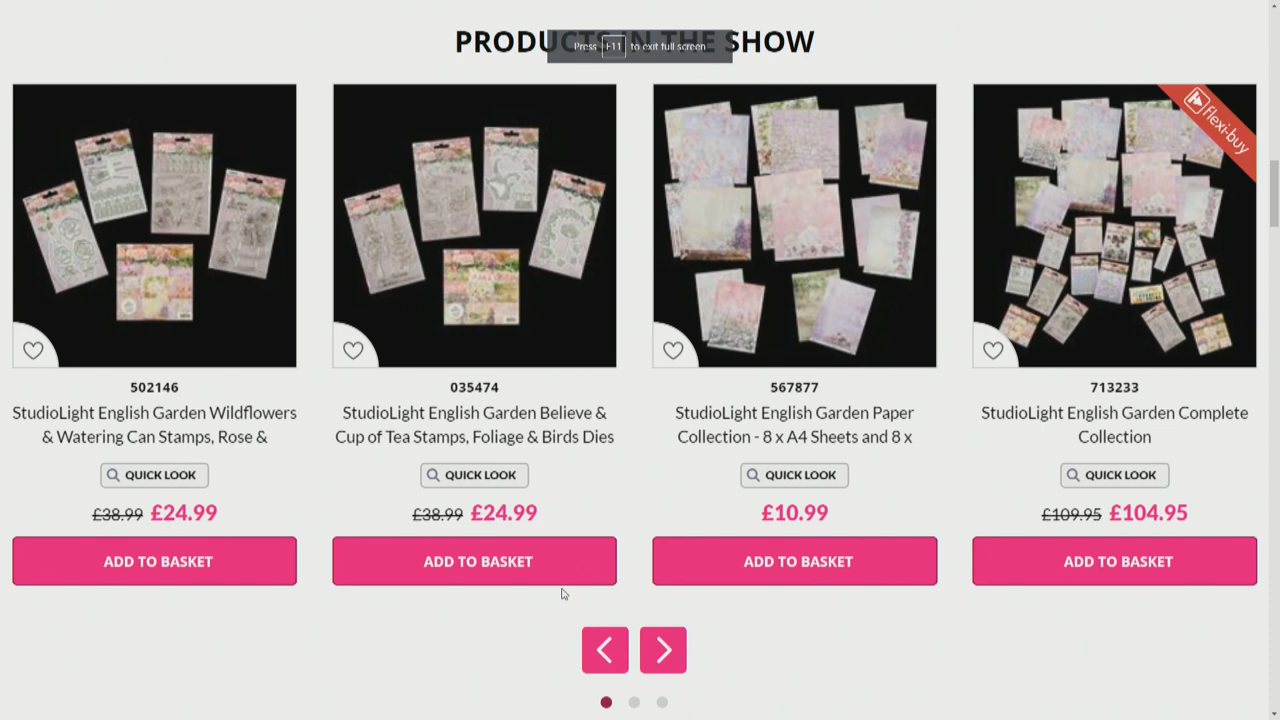 PRODUCTS IN THE SHOW
Press F11 to exit full screen
flexi-buy
502146
StudioLight English Garden Wildflowers
& Watering Can Stamps, Rose &
QUICK LOOK
£38.99 £24.99
ADD TO BASKET
035474
StudioLight English Garden Believe &
Cup of Tea Stamps, Foliage & Birds Dies
QUICK LOOK
£38.99 £24.99
ADD TO BASKET
567877
StudioLight English Garden Paper
Collection - 8 x A4 Sheets and 8 x
QUICK LOOK
£10.99
ADD TO BASKET
713233
StudioLight English Garden Complete
Collection
QUICK LOOK
£109.95 £104.95
ADD TO BASKET